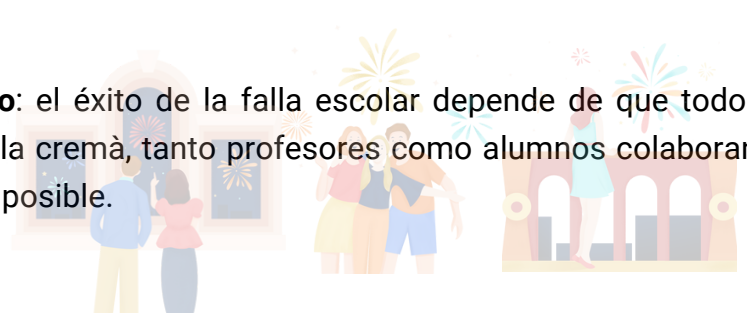 o: el éxito de la falla escolar depende de que todo
la cremà, tanto profesores como alumnos colaborar
posible.